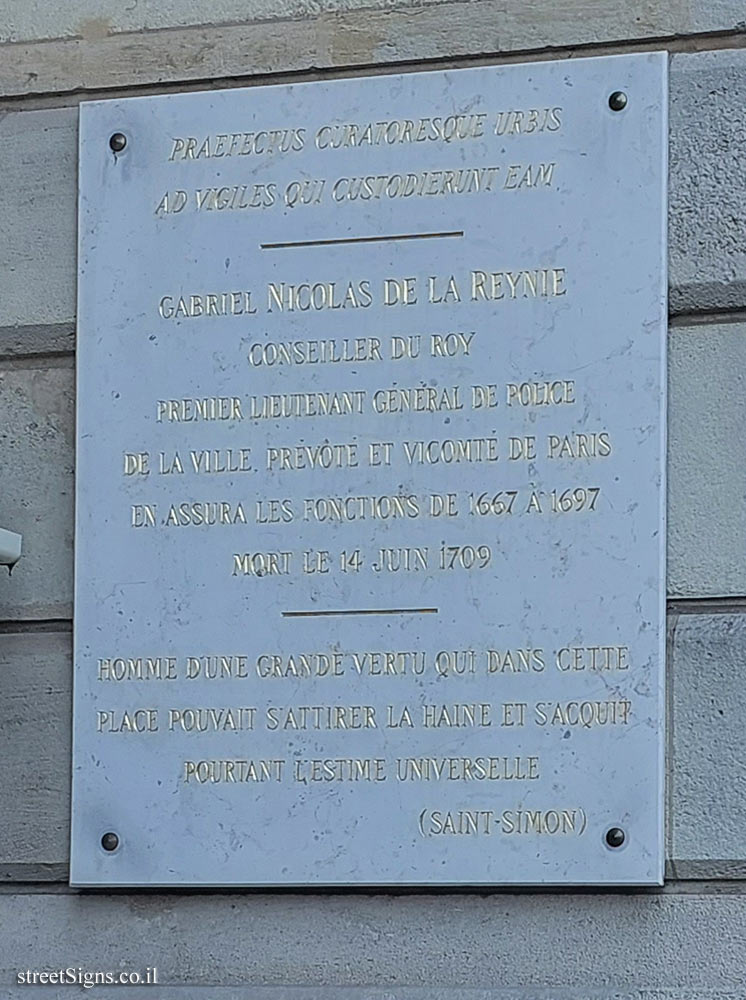 PRAEFECTUS CURATORESQUE URBIS
AD VIGILES QUI CUSTODIERUNT EAM
GABRIEL NICOLAS DE LA REYNIE
CONSEILLER DU ROY
PREMIER LIEUTENANT GÉNÉRAL DE POLICE
DE LA VILLE, PRÉVÔTÉ ET VICOMTÉ DE PARIS
EN ASSURA LES FONCTIONS DE 1667 À 1697
MORT LE 14 JUIN 1709
HOMME D'UNE GRANDE VERTU QUI DANS CETTE
PLACE POUVAIT S'ATTIRER LA HAINE ET S'ACQUIT
POURTANT L'ESTIME UNIVERSELLE
(SAINT-SIMON)
streetSigns.co.il